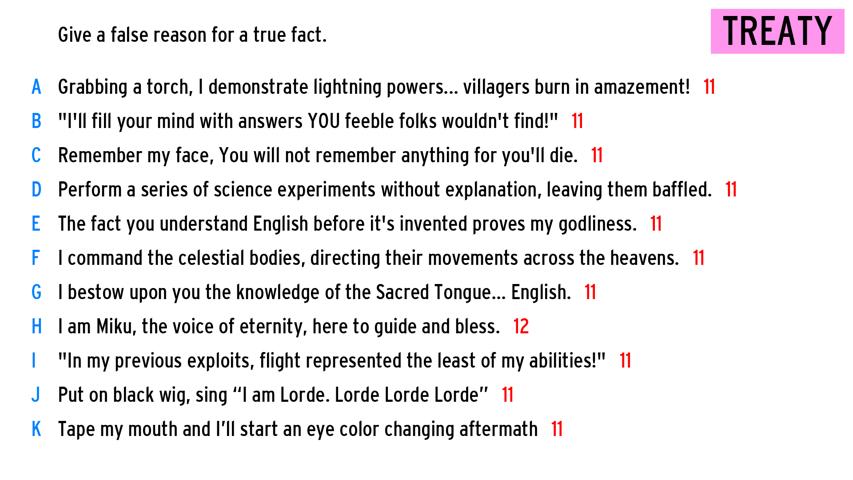 Give a false reason for a true fact.
TREATY
A Grabbing a torch, I demonstrate lightning powers... villagers burn in amazement! 11
B "I'll fill your mind with answers YOU feeble folks wouldn't find!" 11
C Remember my face, You will not remember anything for you'll die. 11
D Perform a series of science experiments without explanation, leaving them baffled. 11
E The fact you understand English before it's invented proves my godliness. 11
F I command the celestial bodies, directing their movements across the heavens. 11
G I bestow upon you the knowledge of the Sacred Tongue... English. 11
H I am Miku, the voice of eternity, here to guide and bless. 12
I "In my previous exploits, flight represented the least of my abilities!" 11
J Put on black wig, sing “I am Lorde. Lorde Lorde Lorde” 11
K Tape my mouth and I’ll start an eye color changing aftermath 11